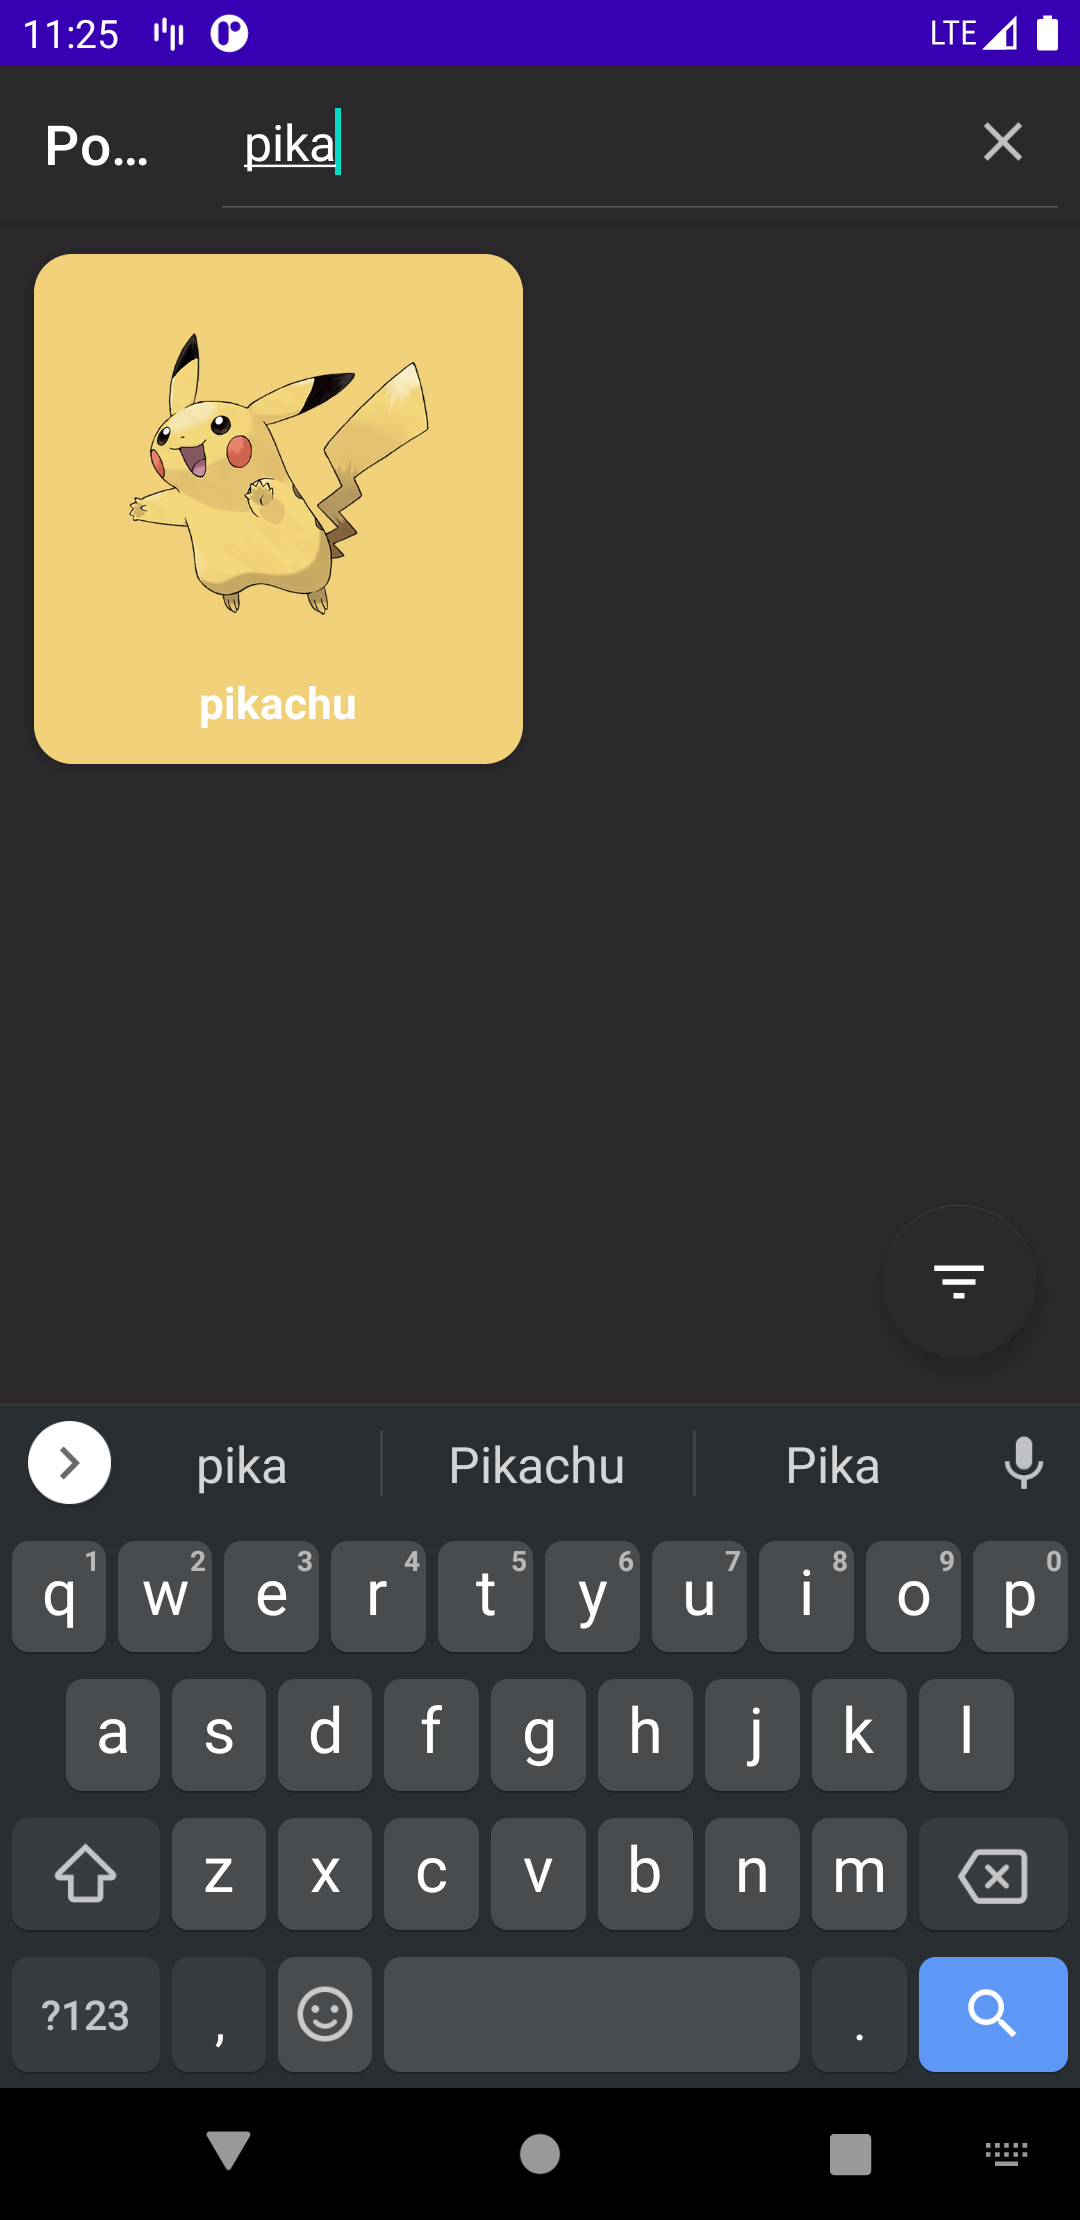 11:25 LTE
Po... pika
pikachu
pika Pikachu Pika
q1 w2 e3 r4 t5 y6 u7 i8 o9 p0
a s d f g h j k l
z x c v b n m
?123 , .